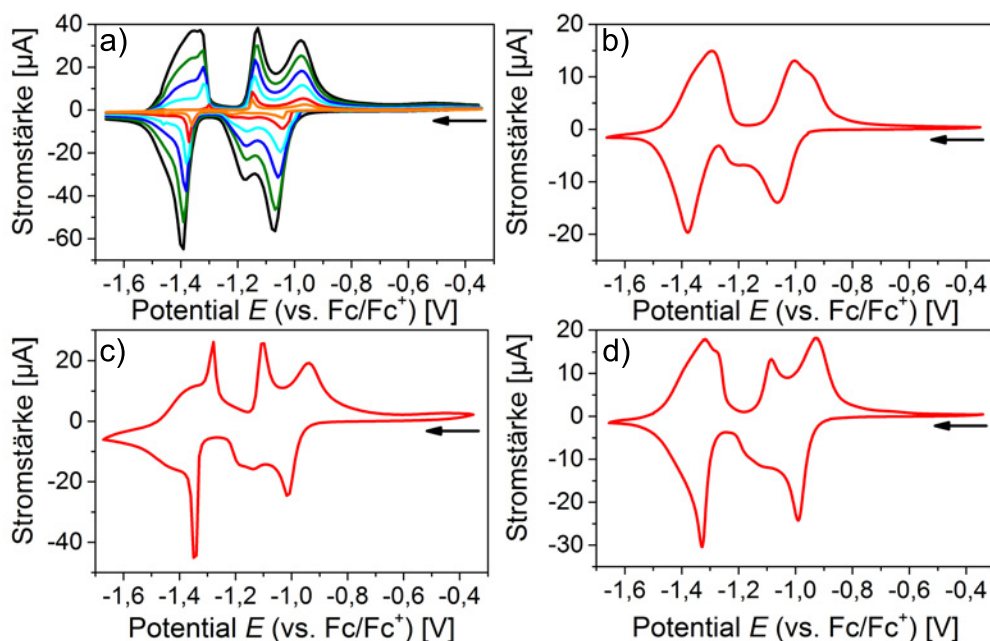 a)
Stromstärke [µA]
40
20
0
-20
-40
-60
-1,6 -1,4 -1,2 -1,0 -0,8 -0,6 -0,4
Potential E (vs. Fc/Fc⁺) [V]
b)
Stromstärke [µA]
20
10
0
-10
-20
-1,6 -1,4 -1,2 -1,0 -0,8 -0,6 -0,4
Potential E (vs. Fc/Fc⁺) [V]
c)
Stromstärke [µA]
20
0
-20
-40
-1,6 -1,4 -1,2 -1,0 -0,8 -0,6 -0,4
Potential E (vs. Fc/Fc⁺) [V]
d)
Stromstärke [µA]
20
10
0
-10
-20
-30
-1,6 -1,4 -1,2 -1,0 -0,8 -0,6 -0,4
Potential E (vs. Fc/Fc⁺) [V]